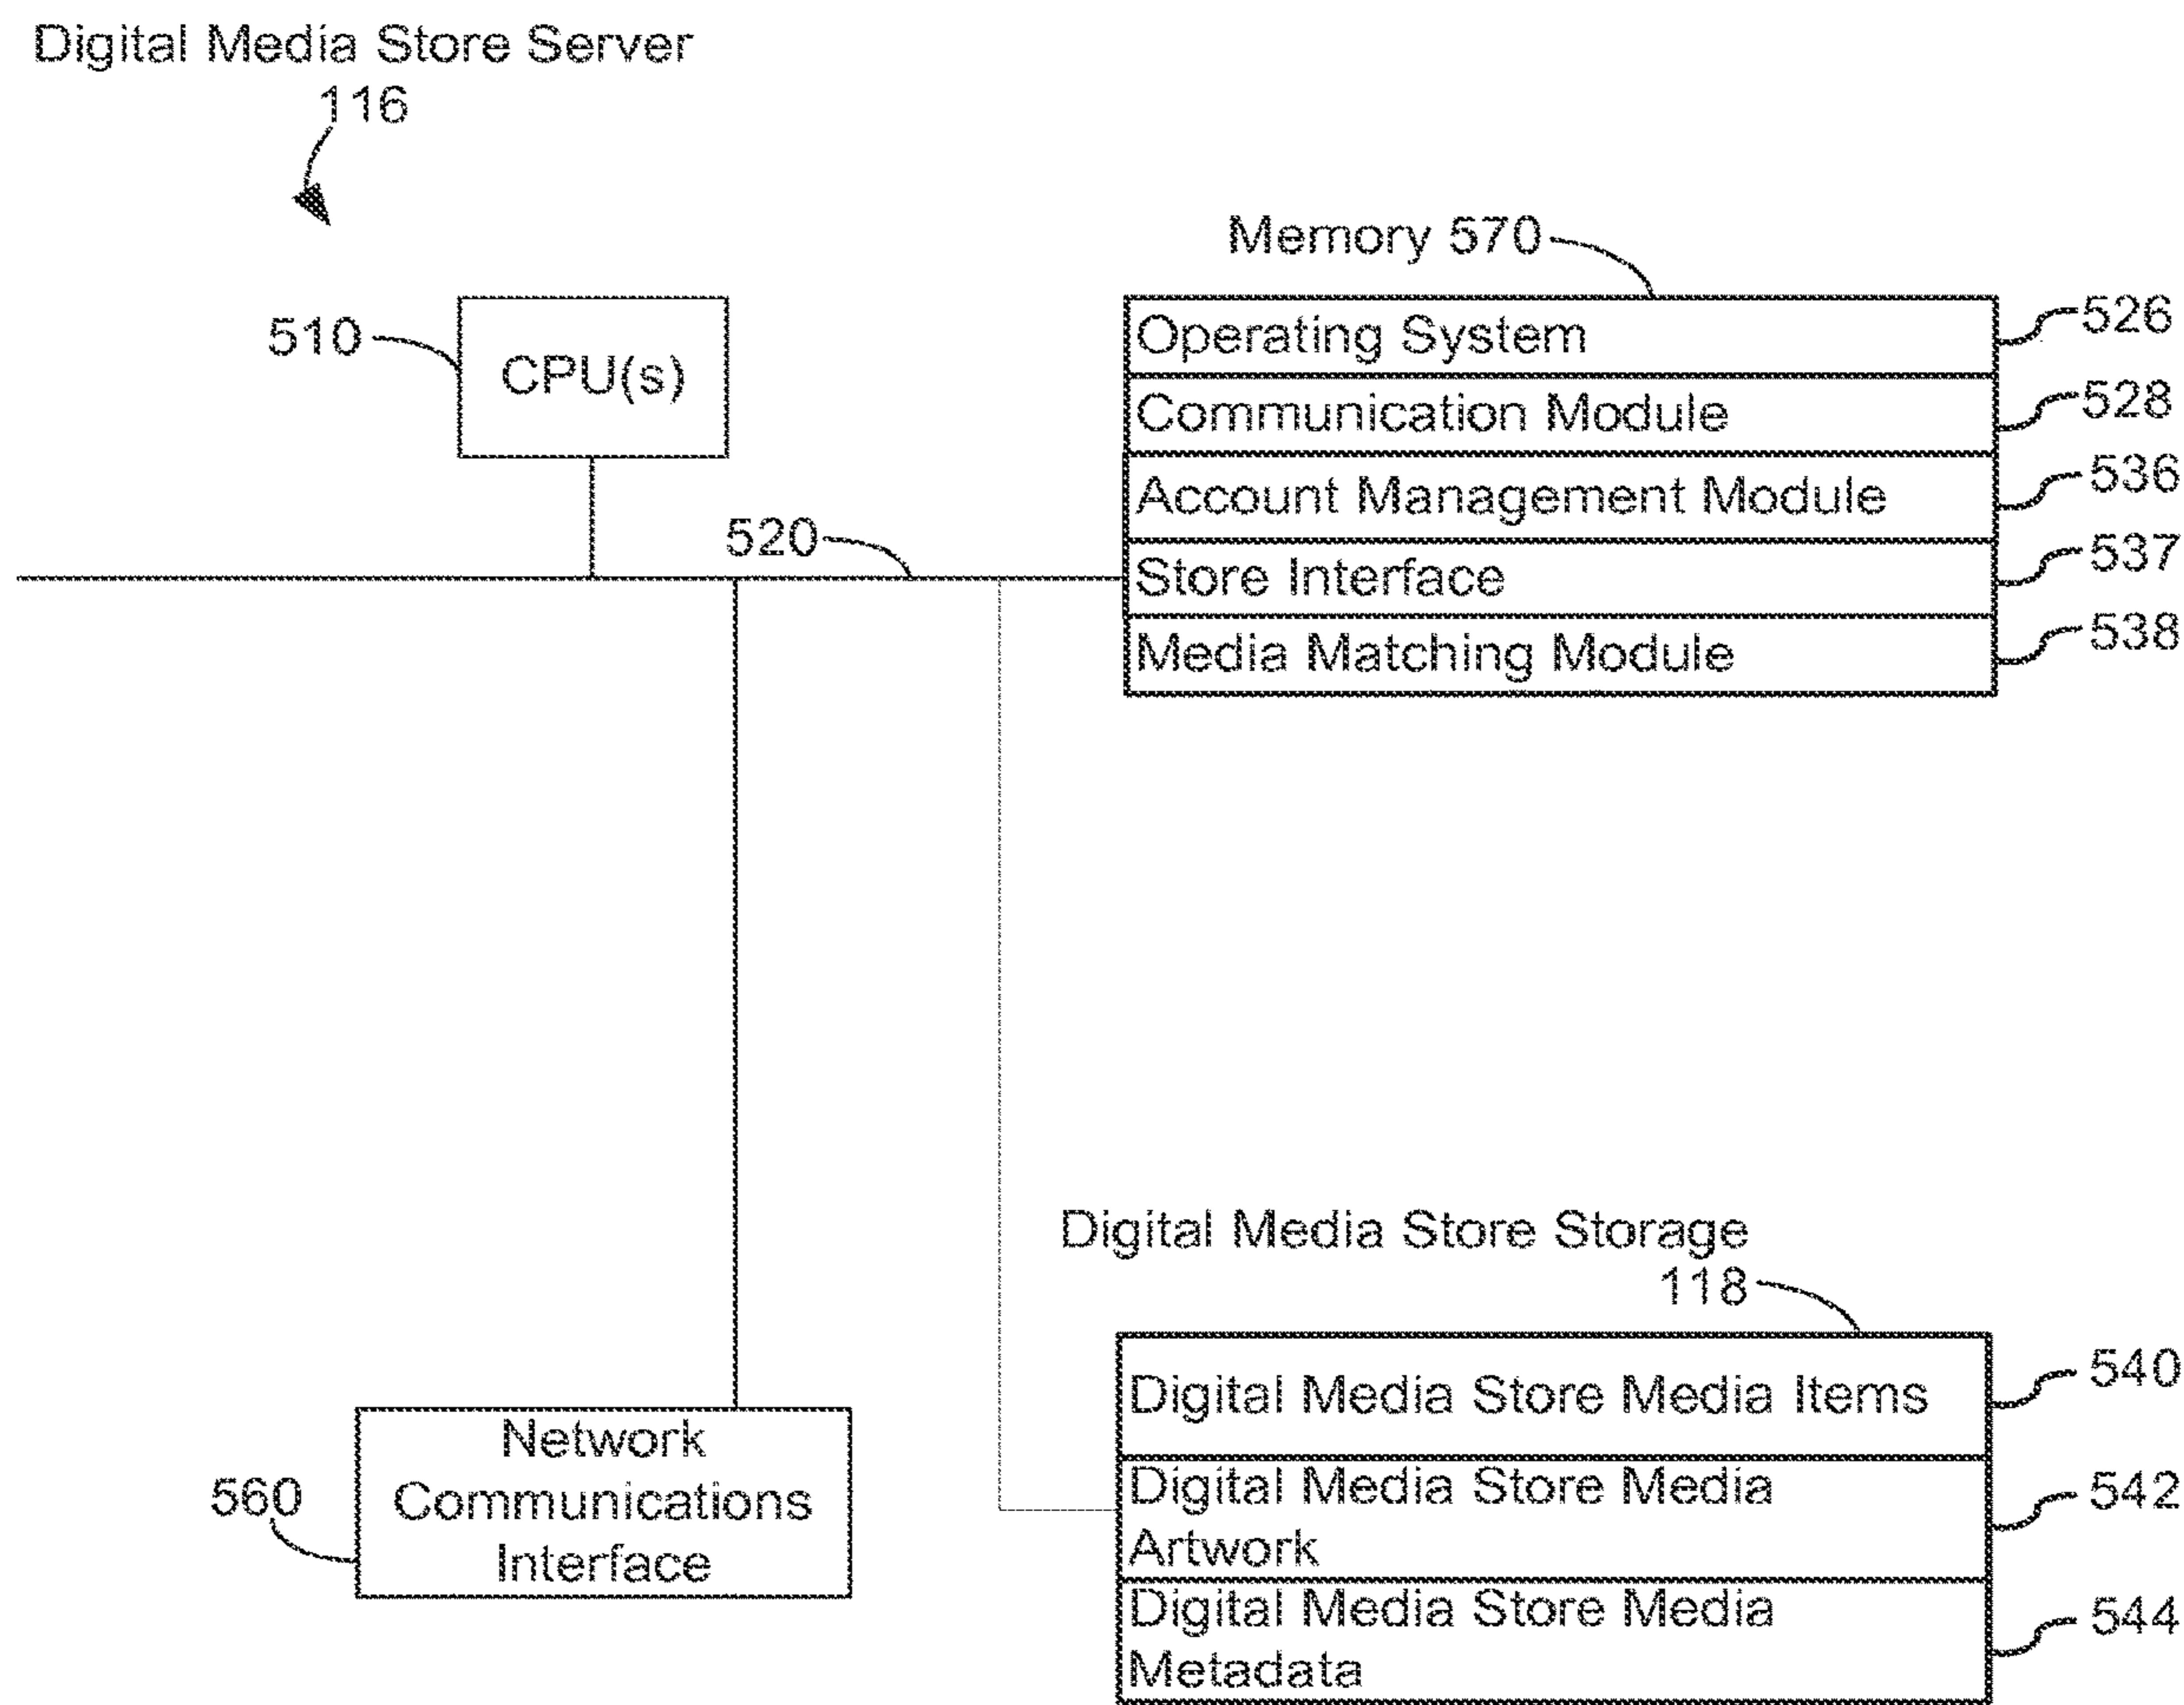 Digital Media Store Server
116
Memory 570
510
CPU(s)
520
Operating System
526
Communication Module
528
Account Management Module
536
Store Interface
537
Media Matching Module
538
Digital Media Store Storage
118
Digital Media Store Media Items
540
Digital Media Store Media
Artwork
542
Digital Media Store Media
Metadata
544
560
Network
Communications
Interface